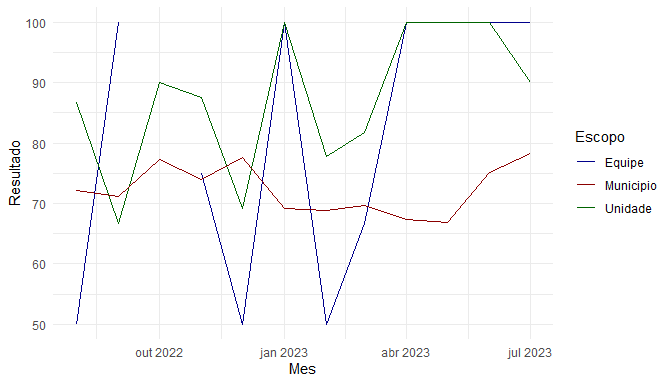 100
90
80
70
60
50
Resultado
out 2022
jan 2023
abr 2023
jul 2023
Mes
Escopo
Equipe
Municipio
Unidade